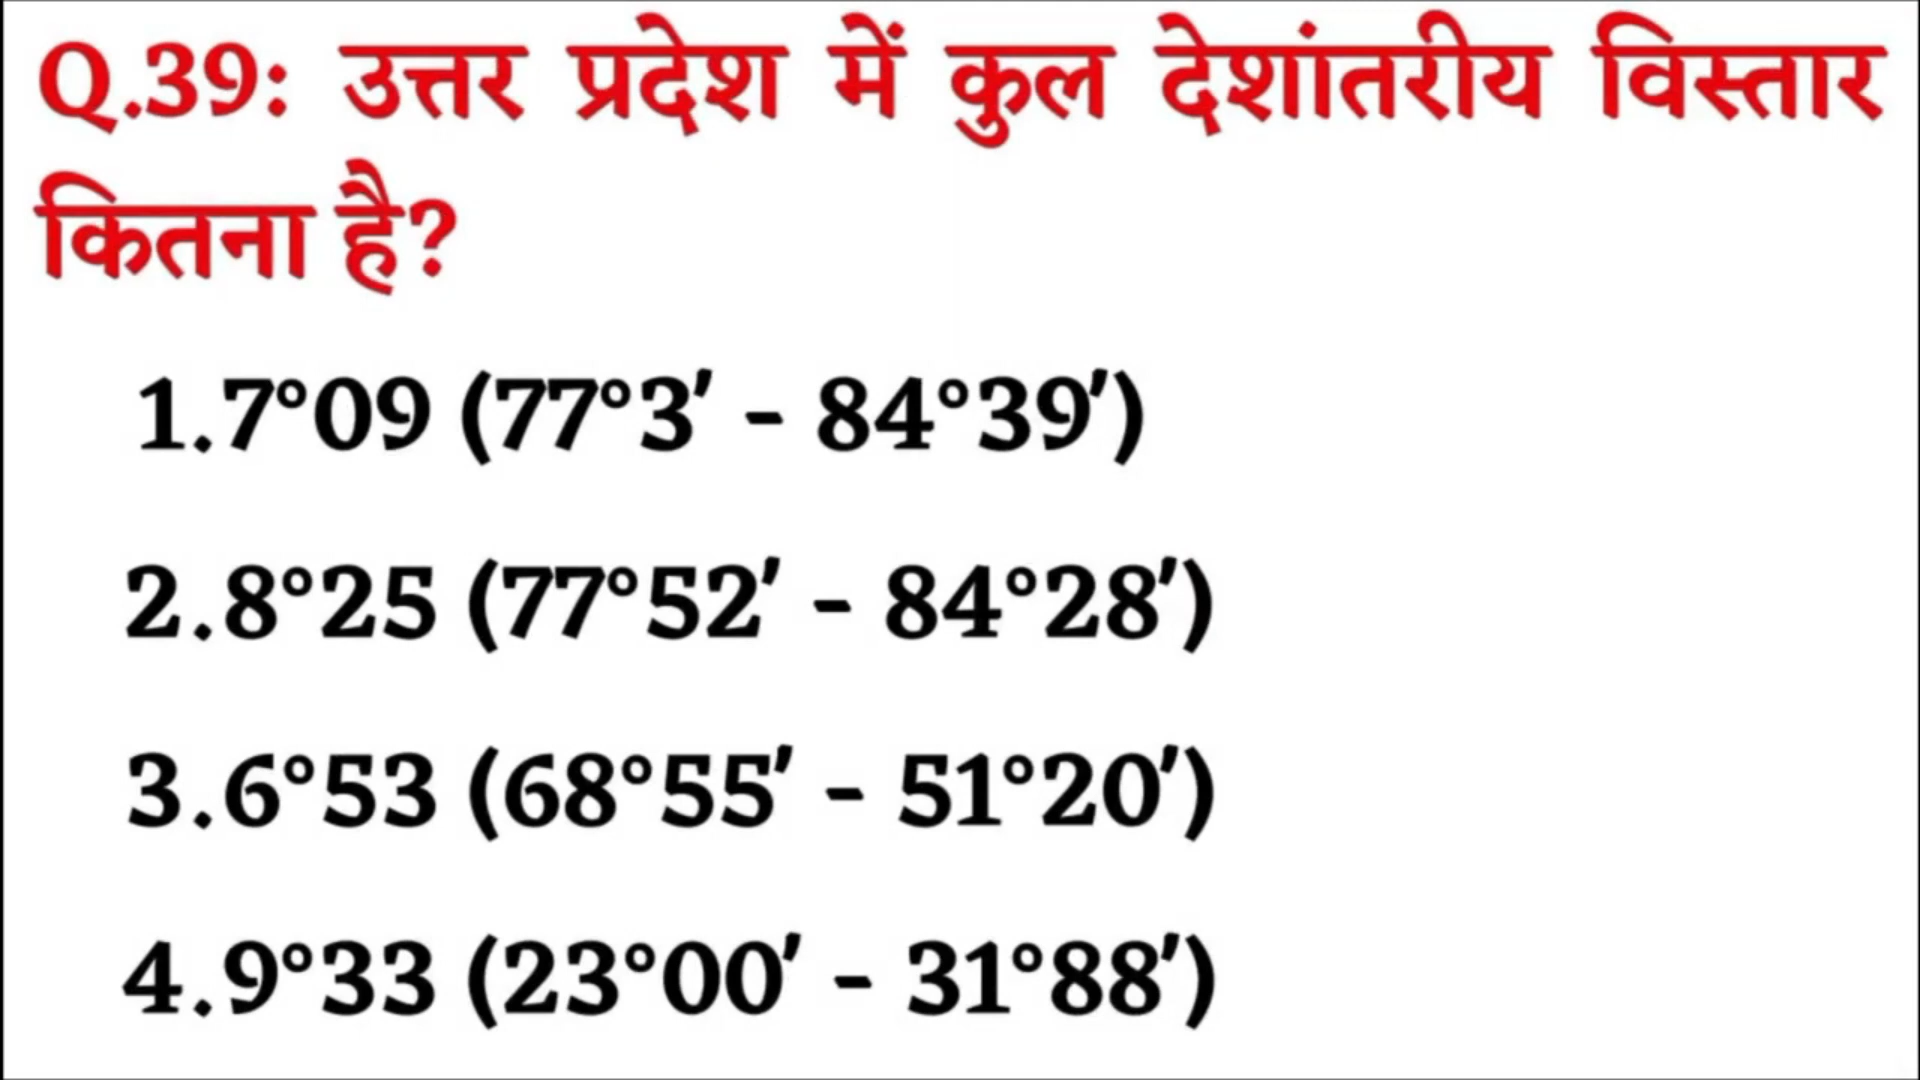 Q.39: उत्तर प्रदेश में कुल देशांतरीय विस्तार
कितना है?
1.7°09 (77°3′ - 84°39′)
2.8°25 (77°52′ - 84°28′)
3.6°53 (68°55′ - 51°20′)
4.9°33 (23°00′ - 31°88′)